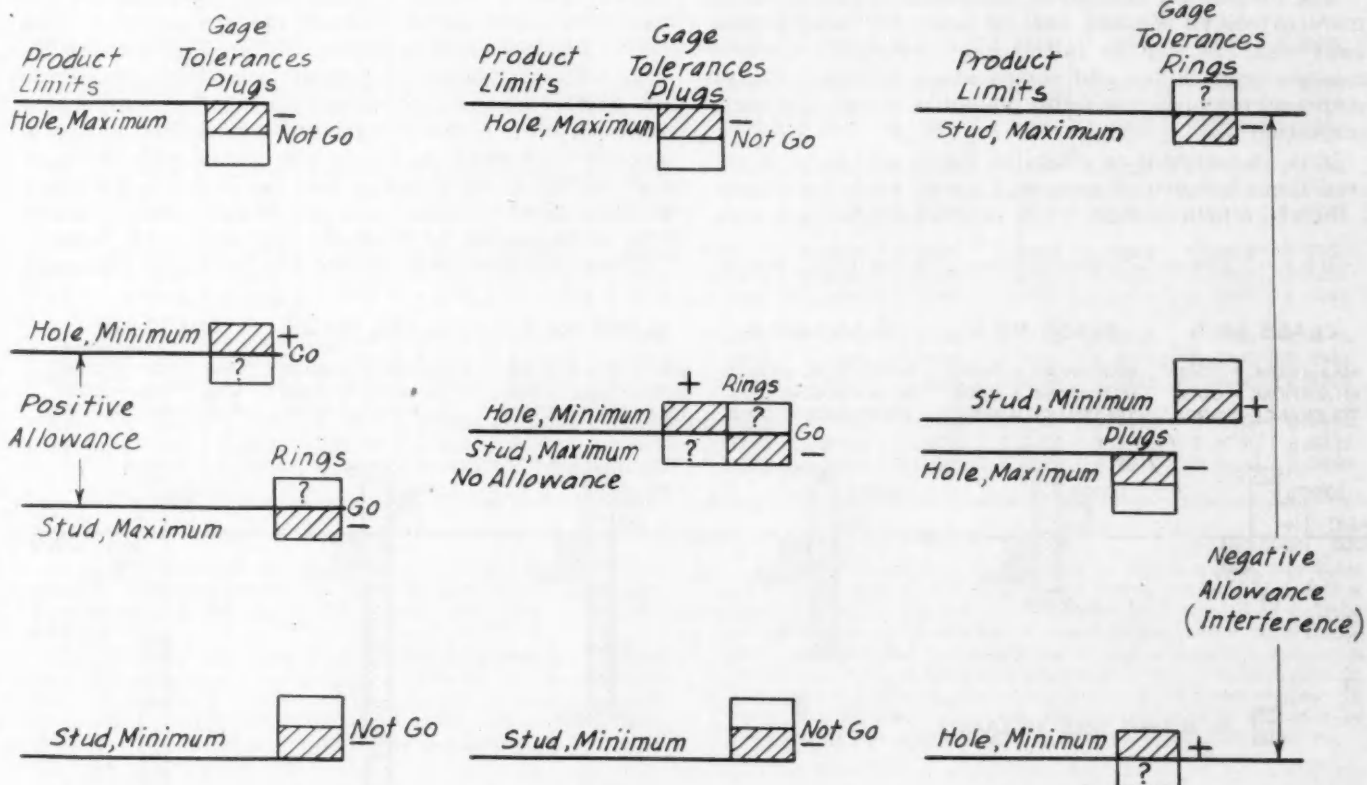 Gage
Tolerances
Plugs
Product
Limits
Hole, Maximum
—
Not Go
Hole, Minimum
+
Go
?
Positive
Allowance
Rings
?
Go
Stud, Maximum
—
Stud, Minimum
Not Go
Gage
Tolerances
Plugs
Product
Limits
Hole, Maximum
—
Not Go
+ Rings
Hole, Minimum
?
Go
Stud, Maximum
?
—
No Allowance
Stud, Minimum
Not Go
Gage
Tolerances
Rings
Product
Limits
?
Stud, Maximum
Stud, Minimum
+
Plugs
Hole, Maximum
—
Negative
Allowance
(Interference)
Hole, Minimum
+
?